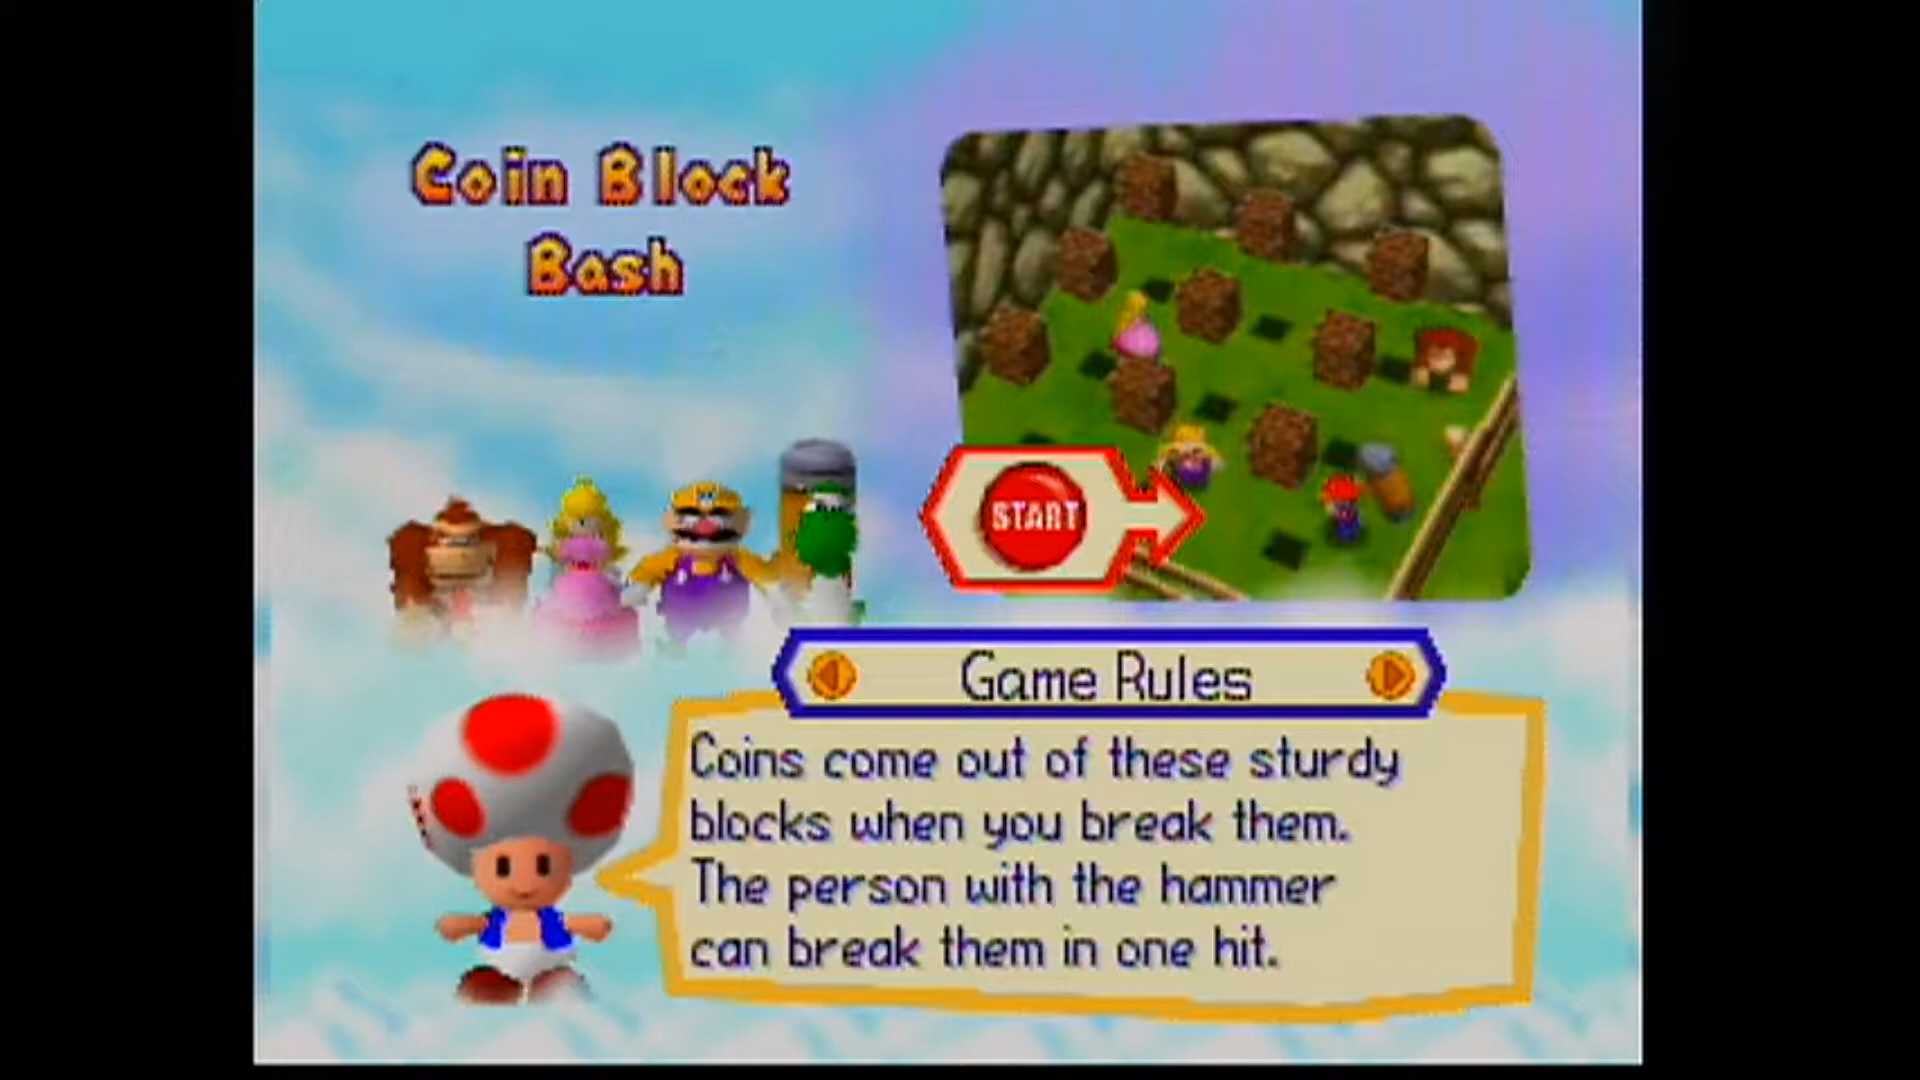 Coin Block
Bash
START
Game Rules
Coins come out of these sturdy
blocks when you break them.
The person with the hammer
can break them in one hit.